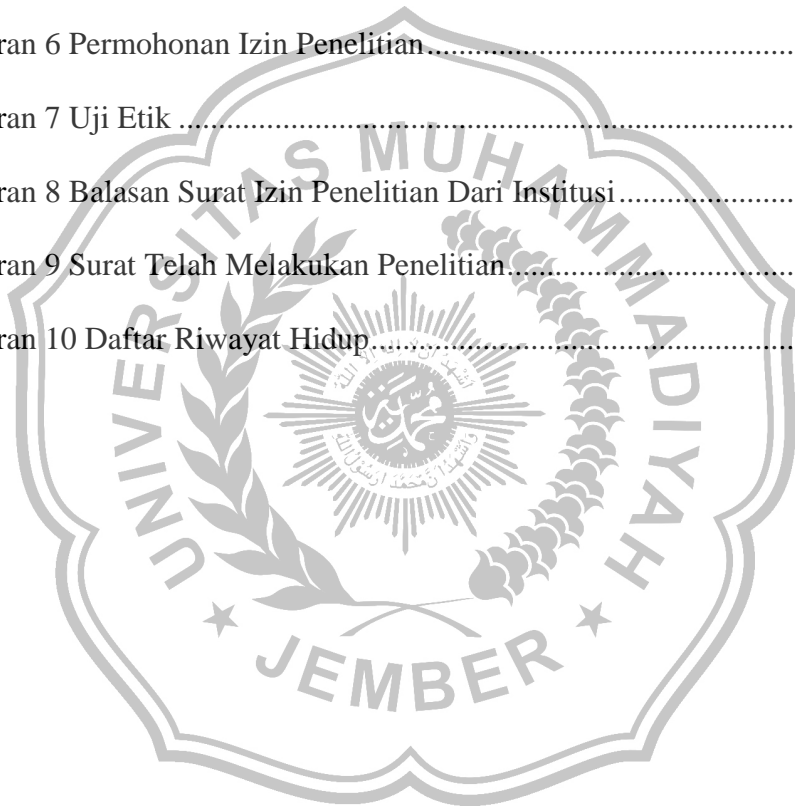 ran 6 Permohonan Izin Penelitian........................................................
ran 7 Uji Etik ........................................................................................
ran 8 Balasan Surat Izin Penelitian Dari Institusi........................
ran 9 Surat Telah Melakukan Penelitian..........................................
ran 10 Daftar Riwayat Hidup..............................................................
UNIVERSITAS MUHAMMADIYAH
JEMBER
محمدية